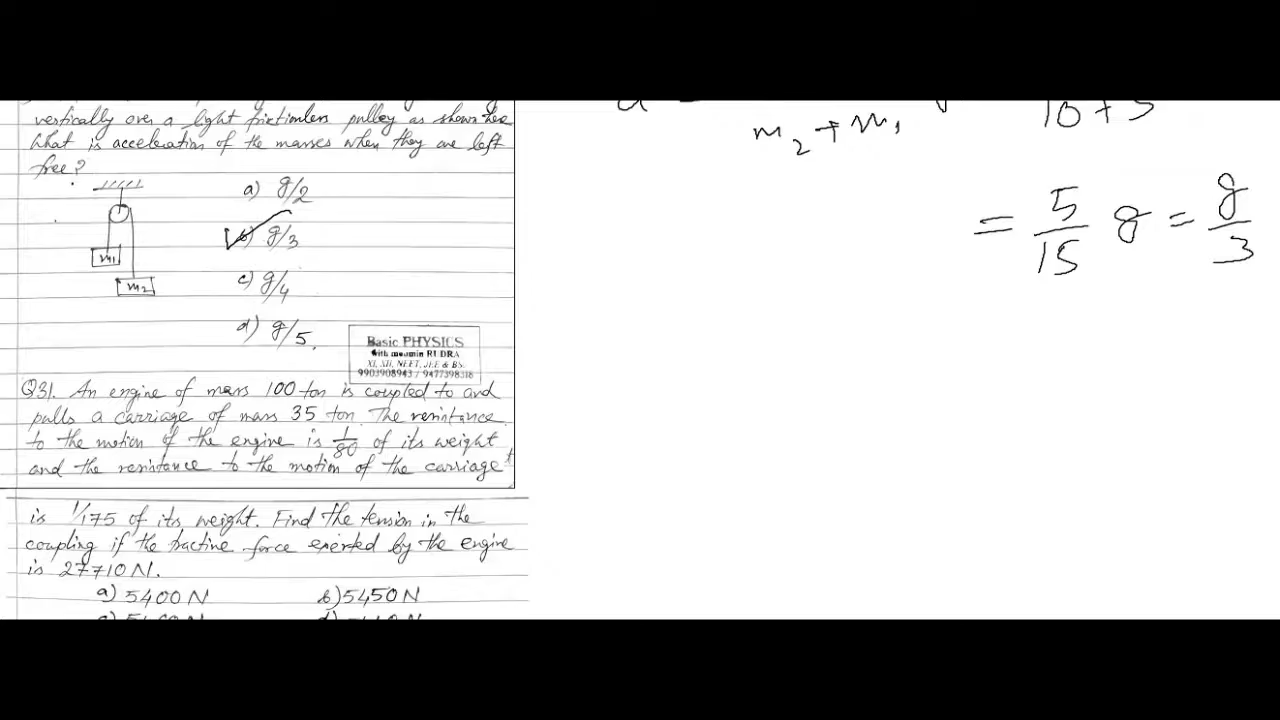 vertically over a light frictionless pulley as shown here
What is acceleration of the masses when they are left
free?
a) g/2
b) g/3
c) g/4
d) g/5.
m1
m2
Basic PHYSICS
with moumin RUDRA
XI, XII, NEET, JEE & BSc
9903908943 / 9477398318
Q31. An engine of mass 100 ton is coupled to and
pulls a carriage of mass 35 ton. The resistance
to the motion of the engine is 1/80 of its weight
and the resistance to the motion of the carriage
is 1/175 of its weight. Find the tension in the
coupling if the tractive force exerted by the engine
is 27710N.
a) 5400 N b) 5450 N
m2 + m1
10 + 5
= 5/15 g = g/3